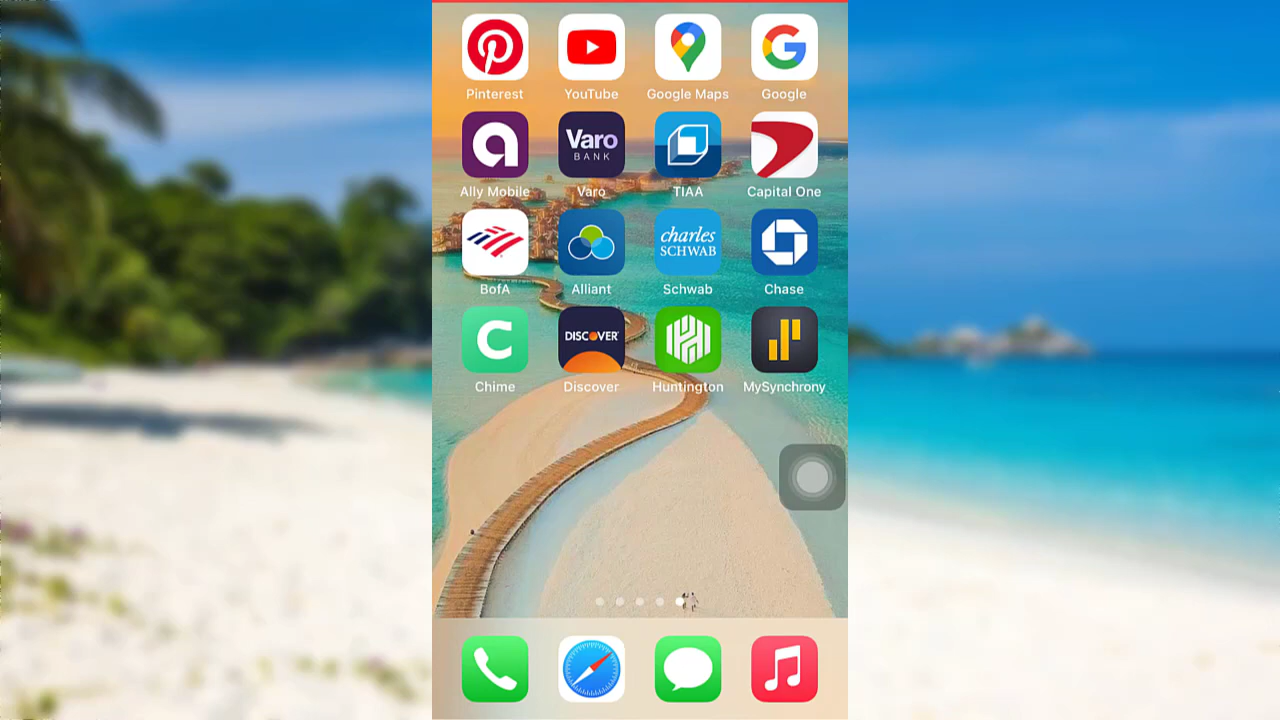 Pinterest
YouTube
Google Maps
Google
Varo
BANK
Ally Mobile
Varo
TIAA
Capital One
charles
SCHWAB
BofA
Alliant
Schwab
Chase
DISCOVER
Chime
Discover
Huntington
MySynchrony